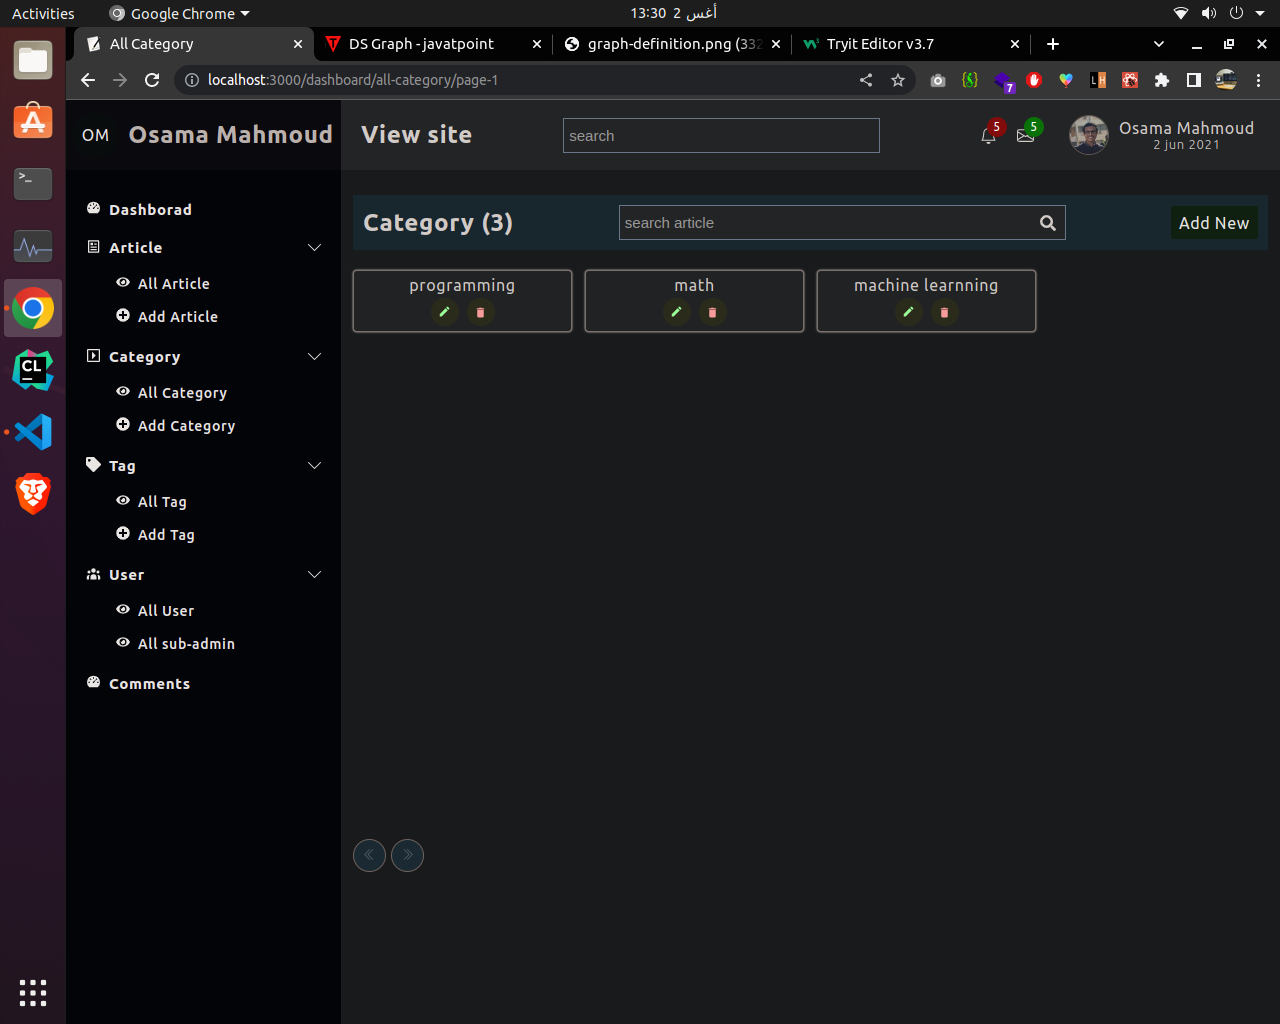 Activities
Google Chrome
13:30 2 أغس
All Category
DS Graph - javatpoint
graph-definition.png (332
Tryit Editor v3.7
localhost:3000/dashboard/all-category/page-1
7
L H
OM
Osama Mahmoud
View site
search
5
5
Osama Mahmoud
2 jun 2021
Dashborad
Article
All Article
Add Article
Category
All Category
Add Category
Tag
All Tag
Add Tag
User
All User
All sub-admin
Comments
Category (3)
search article
Add New
programming
math
machine learnning
CL